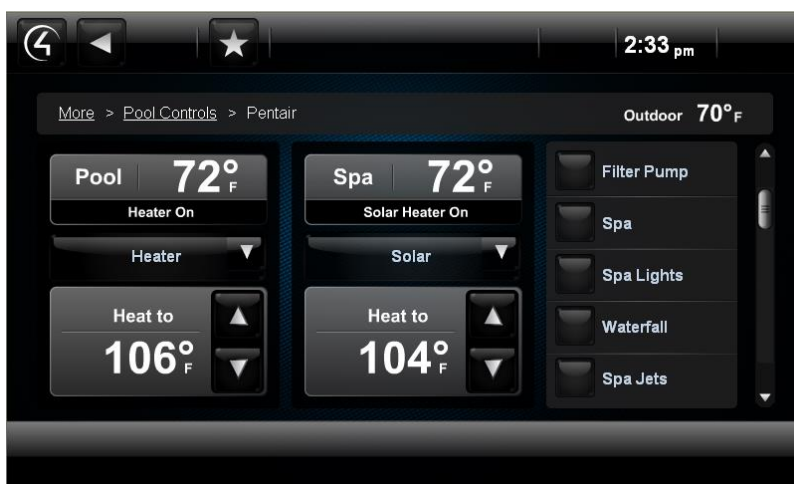 2:33 pm
More > Pool Controls > Pentair
Outdoor 70°F
Pool 72°F
Heater On
Heater
Heat to
106°F
Spa 72°F
Solar Heater On
Solar
Heat to
104°F
Filter Pump
Spa
Spa Lights
Waterfall
Spa Jets